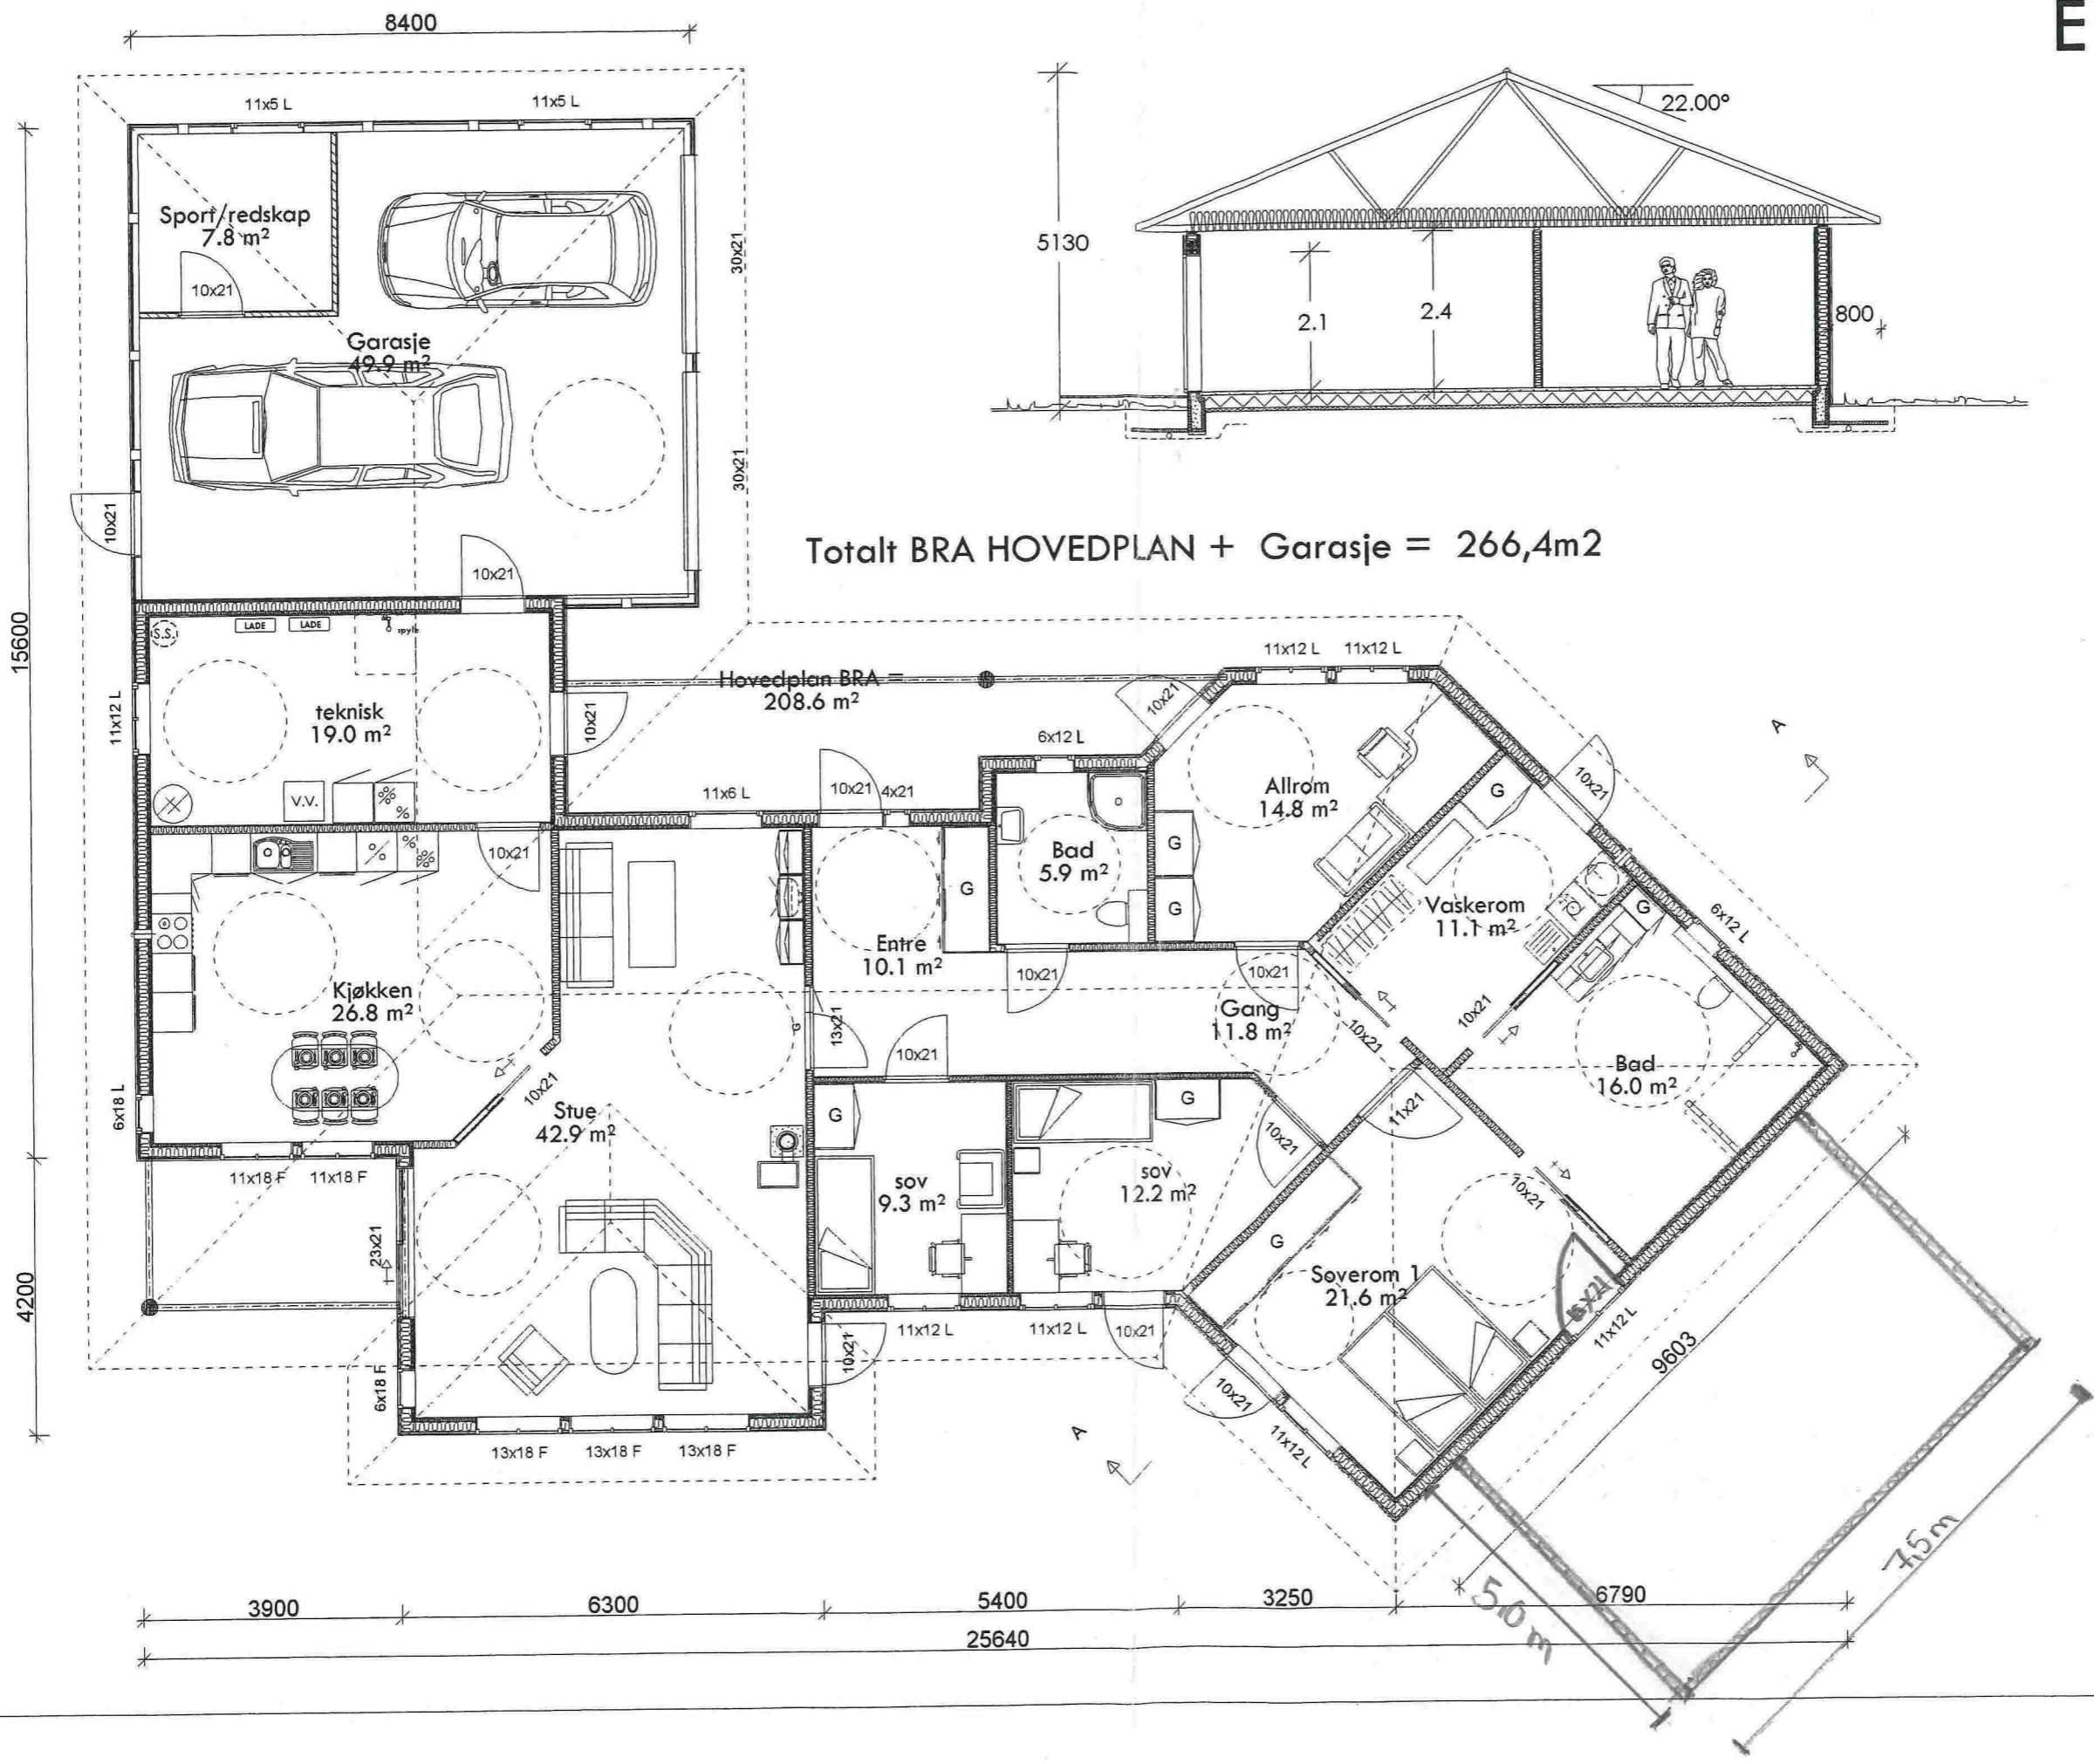 E
8400
11x5 L
11x5 L
22.00°
Sport/redskap
7.8 m²
10x21
30x21
5130
2.1
2.4
800
Garasje
49.9 m²
30x21
10x21
10x21
Totalt BRA HOVEDPLAN + Garasje = 266,4m2
15600
S.S.
LADE
LADE
11x12 L
teknisk
19.0 m²
10x21
V.V.
Hovedplan BRA =
208.6 m²
10x21
11x12 L
11x12 L
6x12 L
A
11x6 L
10x21
4x21
Allrom
14.8 m²
10x21
G
10x21
Bad
5.9 m²
G
G
G
Vaskerom
11.1 m²
G
6x12 L
Entre
10.1 m²
Kjøkken
26.8 m²
10x21
10x21
Gang
11.8 m²
10x21
10x21
13x21
G
10x21
Bad
16.0 m²
6x18 L
10x21
Stue
42.9 m²
G
G
11x21
10x21
11x18 F
11x18 F
sov
9.3 m²
sov
12.2 m²
10x21
G
23x21
4200
Soverom 1
21.6 m²
11x12 L
9603
11x12 L
11x12 L
10x21
10x21
6x18 F
10x21
13x18 F
13x18 F
13x18 F
A
11x12 L
7,5 m
5,0 m
3900
6300
5400
3250
6790
25640